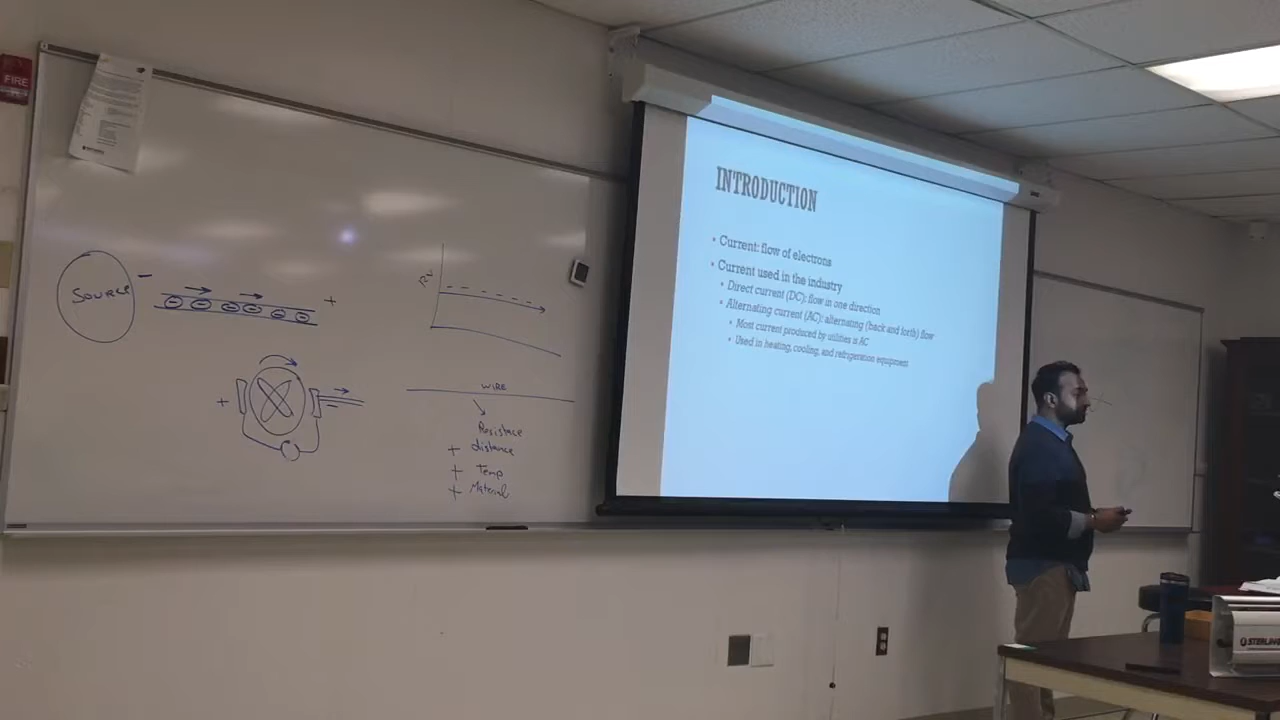 FIRE
Source
-
+
+
WIRE
Resistace
+ distance
+ Temp
+ Material
INTRODUCTION
• Current: flow of electrons
• Current used in the industry
• Direct current (DC): flow in one direction
• Alternating current (AC): alternating (back and forth) flow
• Most current produced by utilities is AC
• Used in heating, cooling, and refrigeration equipment
STERLING